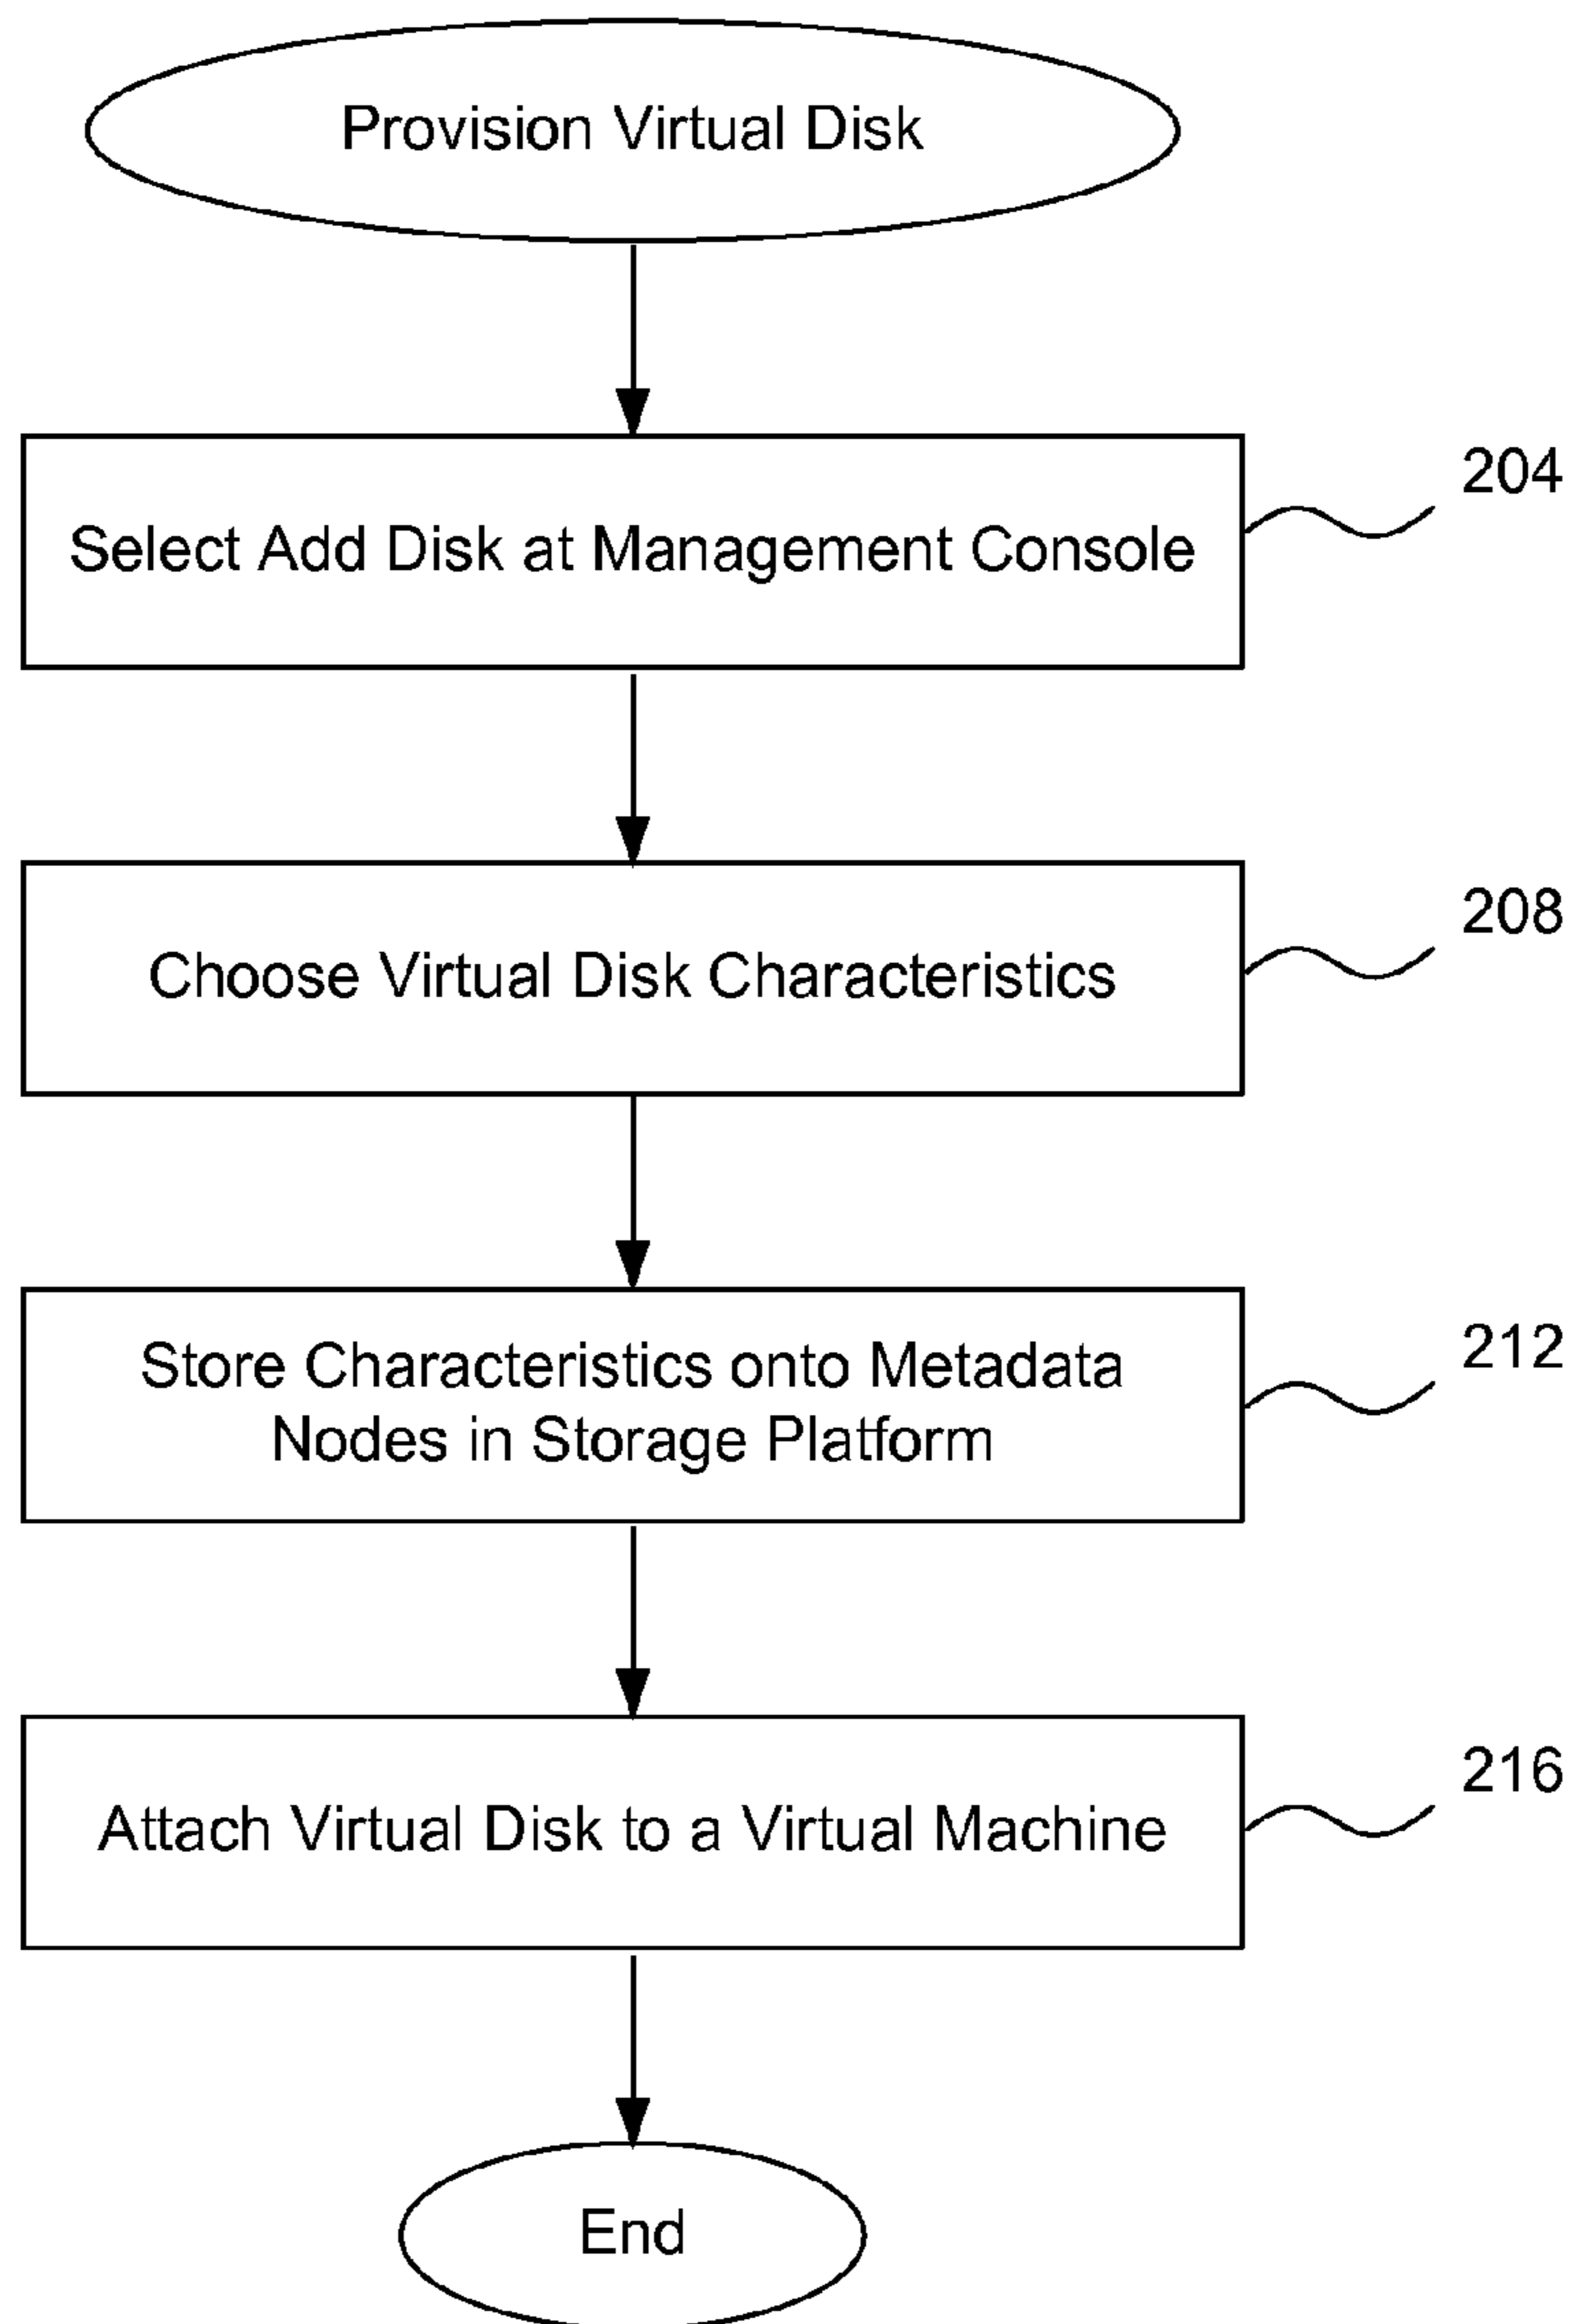 Provision Virtual Disk
204
Select Add Disk at Management Console
208
Choose Virtual Disk Characteristics
212
Store Characteristics onto Metadata
Nodes in Storage Platform
216
Attach Virtual Disk to a Virtual Machine
End